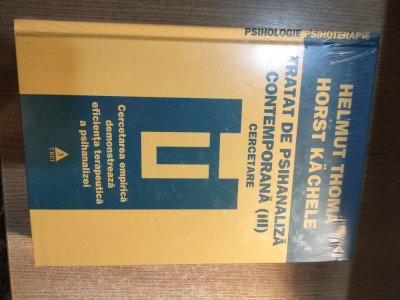 PSIHOLOGIE PSIHOTERAPIE
HELMUT THOMÄ
HORST KÄCHELE
TRATAT DE PSIHANALIZĂ
CONTEMPORANĂ (III)
CERCETARE
Cercetarea empirică
demonstrează
eficiența terapeutică
a psihanalizei
TREI